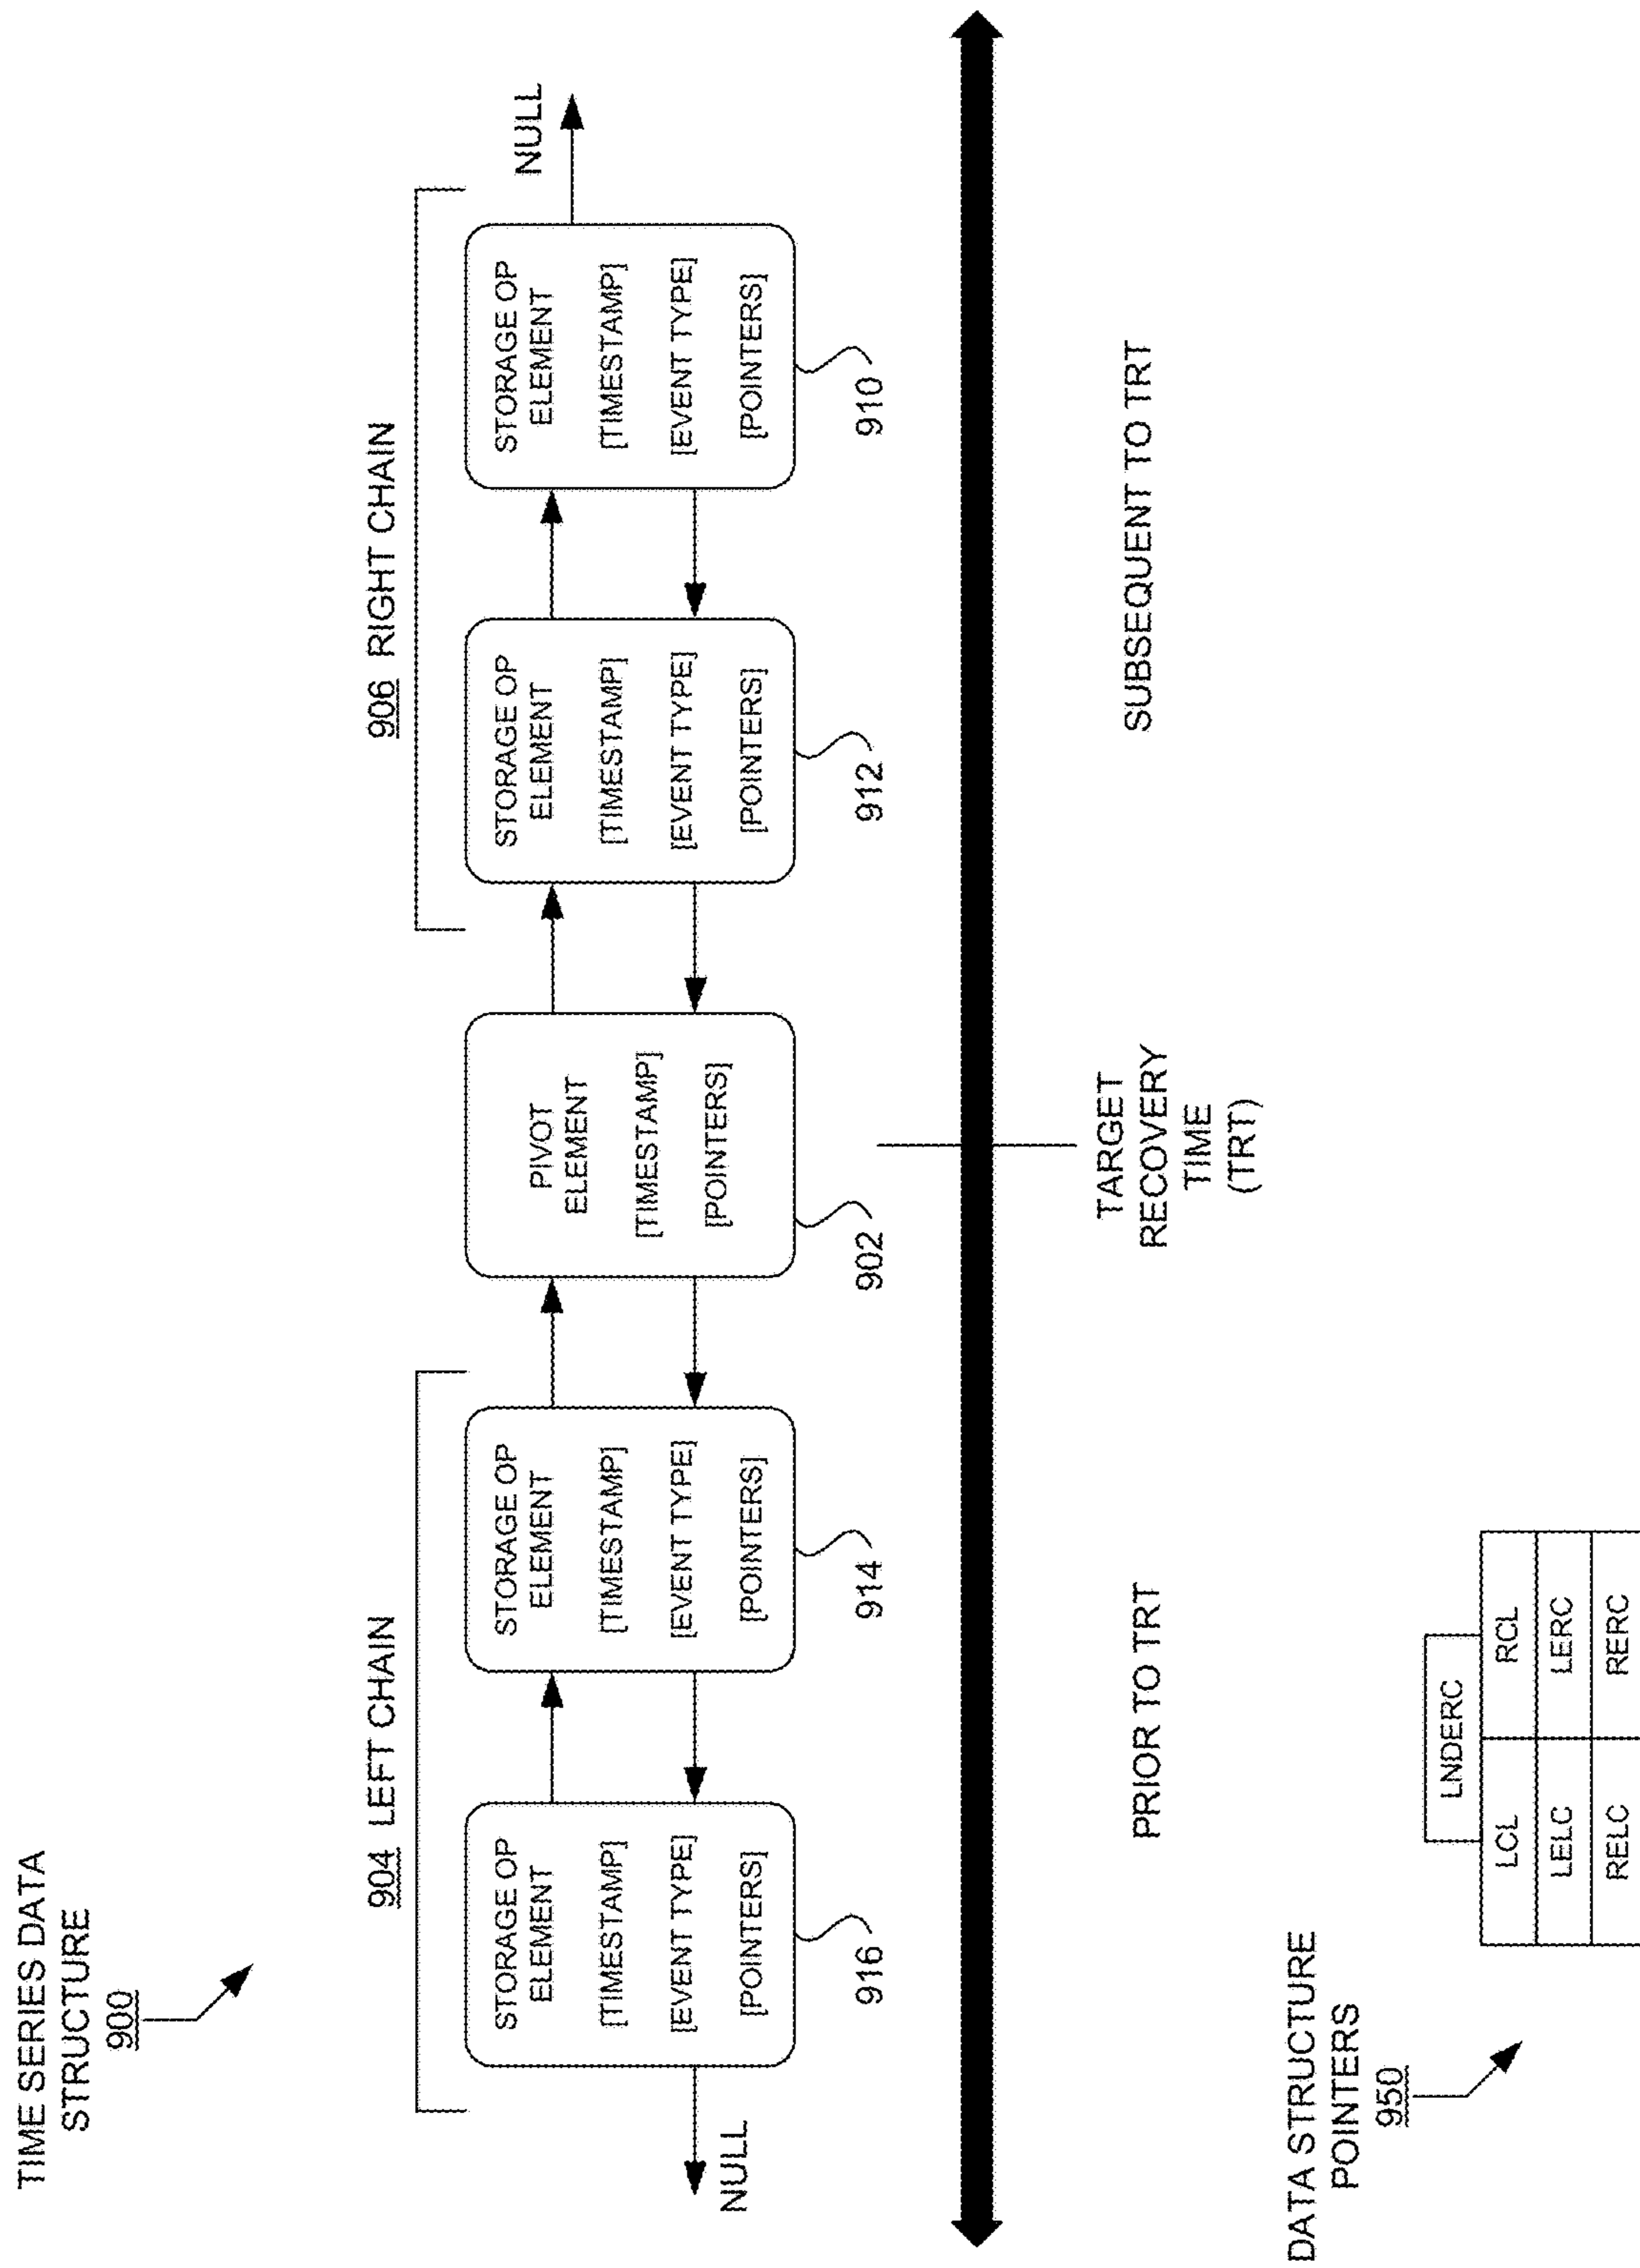 TIME SERIES DATA
STRUCTURE
900
904 LEFT CHAIN
906 RIGHT CHAIN
NULL
STORAGE OP
ELEMENT
[TIMESTAMP]
[EVENT TYPE]
[POINTERS]
916
STORAGE OP
ELEMENT
[TIMESTAMP]
[EVENT TYPE]
[POINTERS]
914
PIVOT
ELEMENT
[TIMESTAMP]
[POINTERS]
902
STORAGE OP
ELEMENT
[TIMESTAMP]
[EVENT TYPE]
[POINTERS]
912
STORAGE OP
ELEMENT
[TIMESTAMP]
[EVENT TYPE]
[POINTERS]
910
NULL
PRIOR TO TRT
TARGET
RECOVERY
TIME
(TRT)
SUBSEQUENT TO TRT
DATA STRUCTURE
POINTERS
950
LNDERC
LCL RCL
LELC LERC
RELC RERC